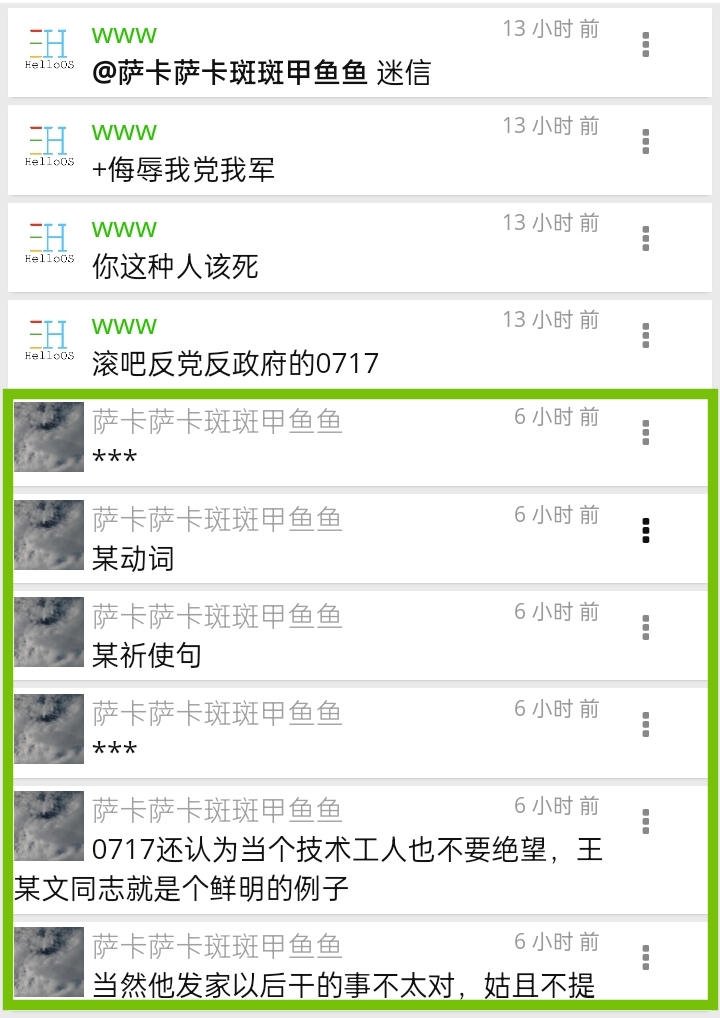 www
13 小时 前
HelloOS
@萨卡萨卡斑斑甲鱼鱼 迷信
www
13 小时 前
HelloOS
+侮辱我党我军
www
13 小时 前
HelloOS
你这种人该死
www
13 小时 前
HelloOS
滚吧反党反政府的0717
萨卡萨卡斑斑甲鱼鱼
6 小时 前
***
萨卡萨卡斑斑甲鱼鱼
6 小时 前
某动词
萨卡萨卡斑斑甲鱼鱼
6 小时 前
某祈使句
萨卡萨卡斑斑甲鱼鱼
6 小时 前
***
萨卡萨卡斑斑甲鱼鱼
6 小时 前
0717还认为当个技术工人也不要绝望，王
某文同志就是个鲜明的例子
萨卡萨卡斑斑甲鱼鱼
6 小时 前
当然他发家以后干的事不太对，姑且不提